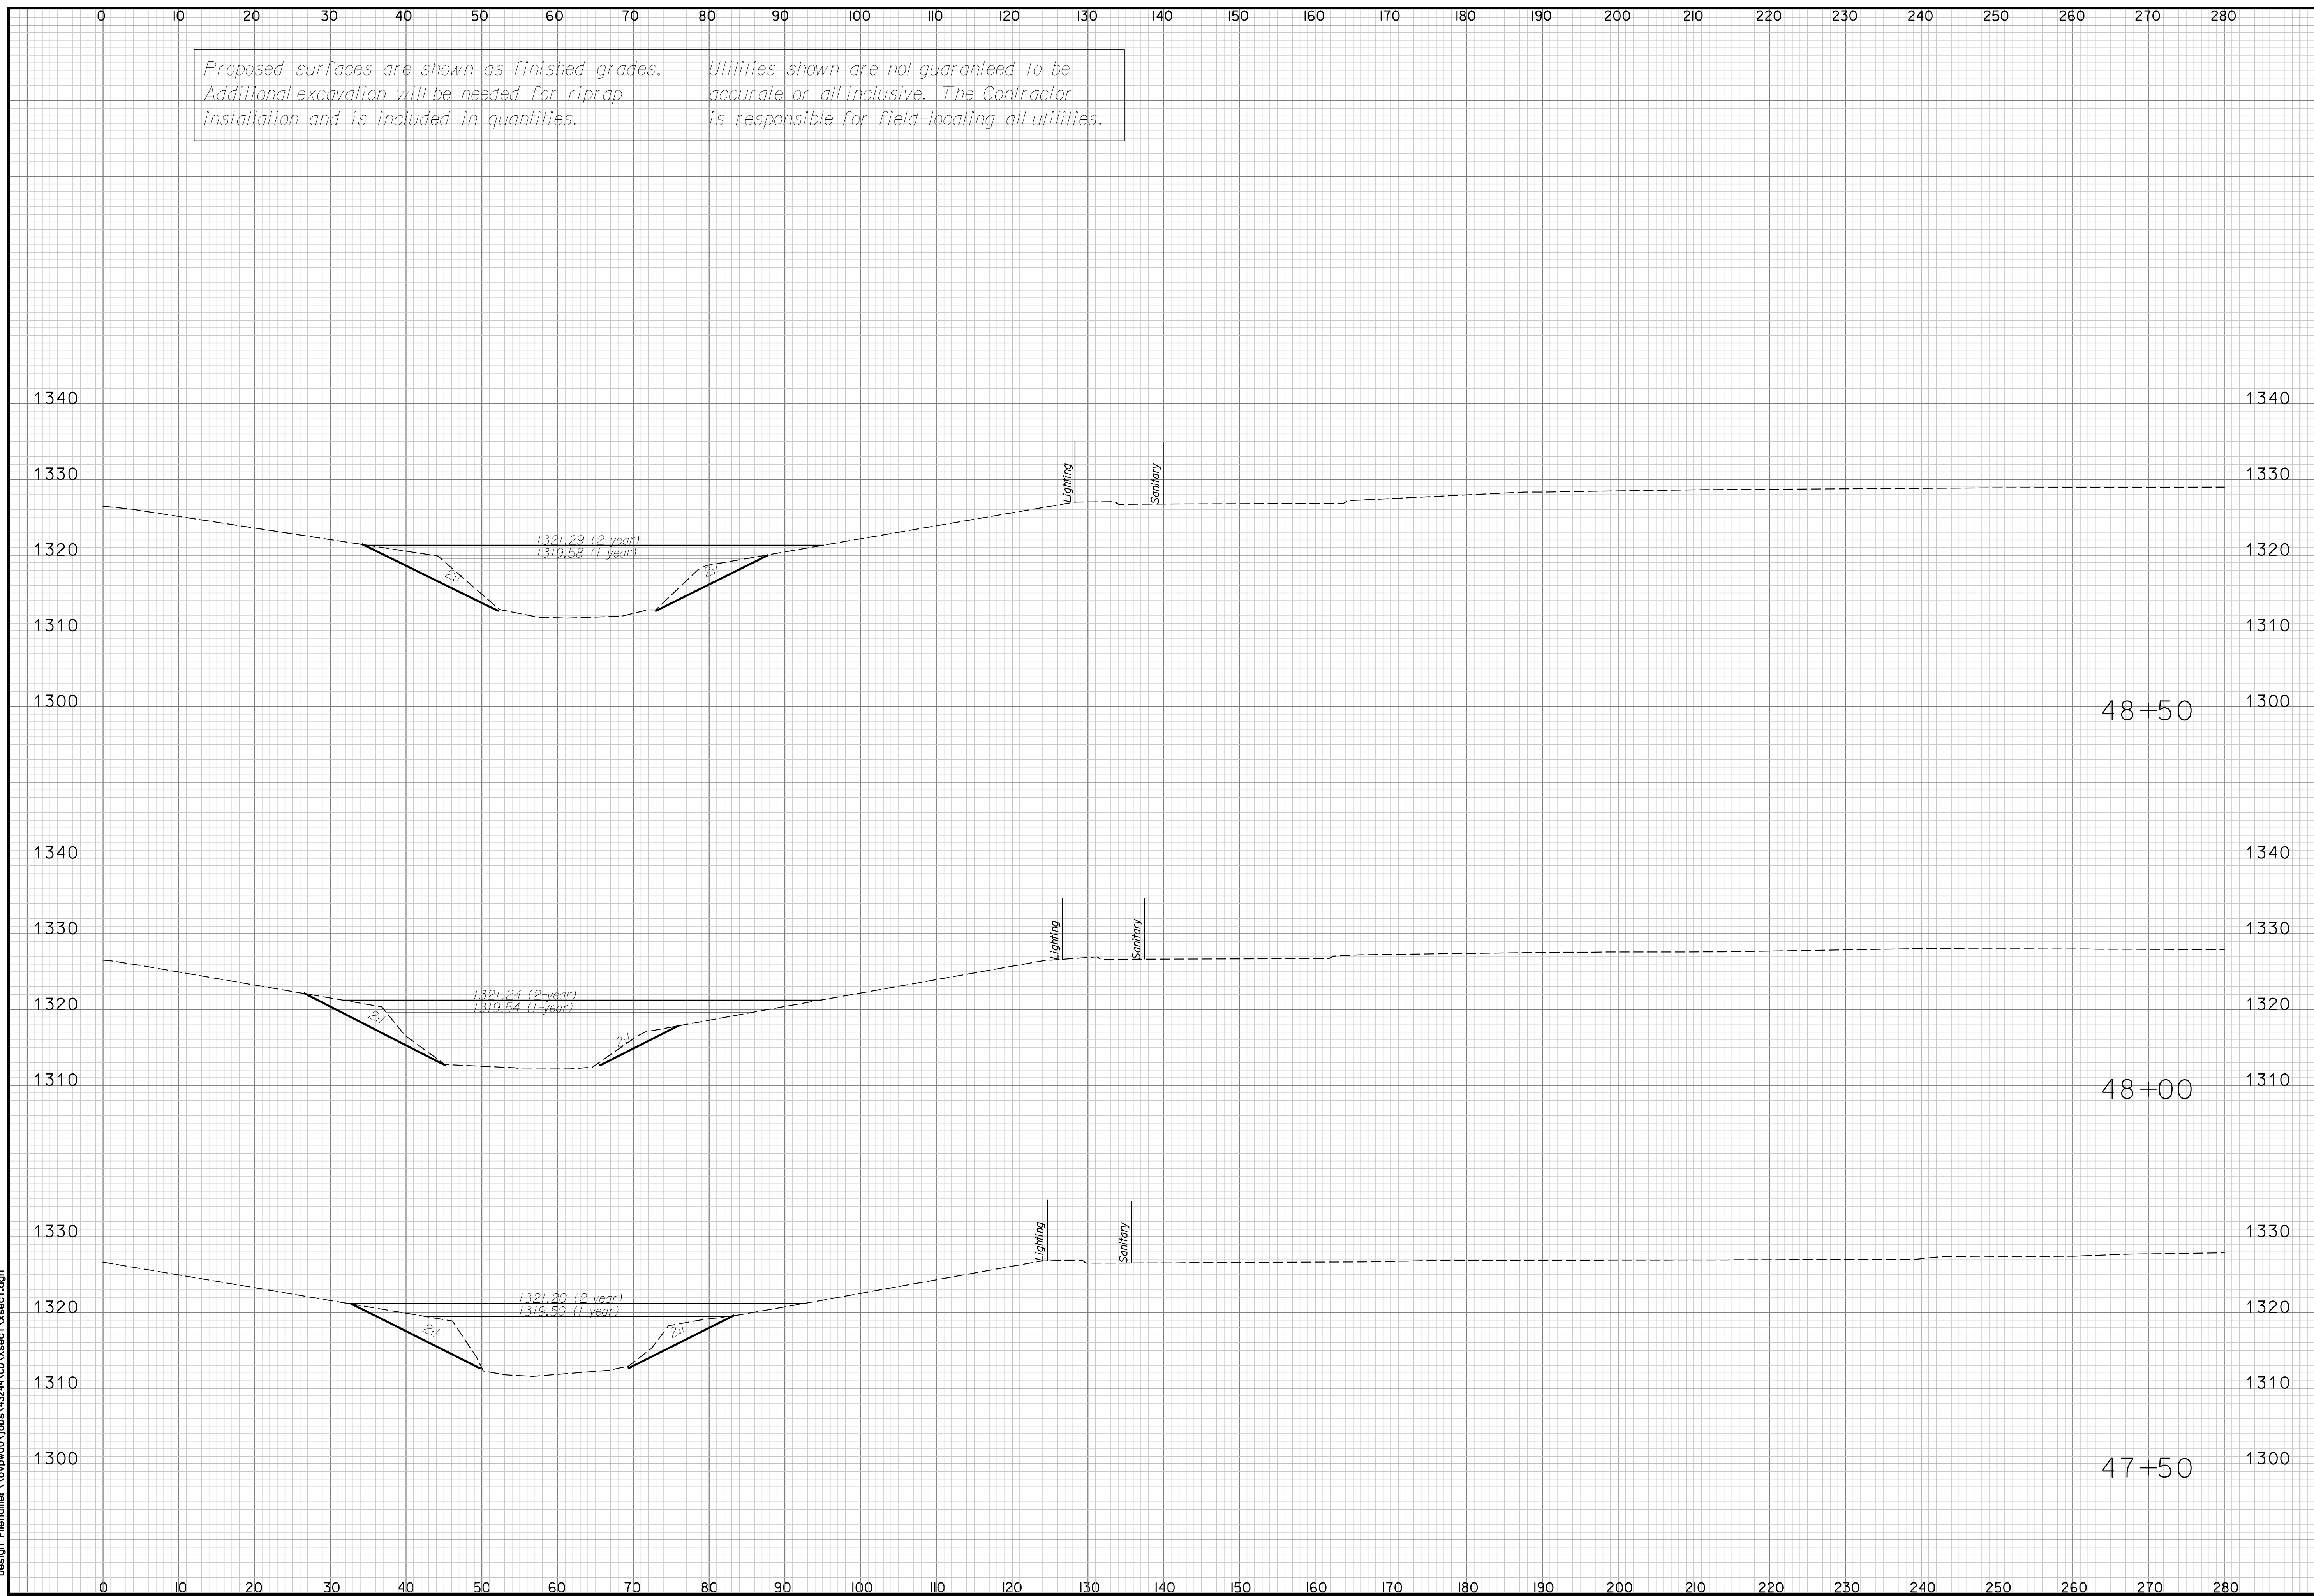 0 10 20 30 40 50 60 70 80 90 100 110 120 130 140 150 160 170 180 190 200 210 220 230 240 250 260 270 280
Proposed surfaces are shown as finished grades.
Additional excavation will be needed for riprap
installation and is included in quantities.
Utilities shown are not guaranteed to be
accurate or all inclusive. The Contractor
is responsible for field-locating all utilities.
1340 1340
Lighting Sanitary
1330 1330
1321.29 (2-year)
1320 1320
1319.58 (1-year)
2:1 2:1
1310 1310
1300 48+50 1300
1340 1340
Lighting Sanitary
1330 1330
1321.24 (2-year)
1320 1320
1319.54 (1-year)
2:1 2:1
1310 48+00 1310
Lighting Sanitary
1330 1330
1321.20 (2-year)
1320 1320
1319.50 (1-year)
2:1 2:1
1310 1310
1300 47+50 1300
0 10 20 30 40 50 60 70 80 90 100 110 120 130 140 150 160 170 180 190 200 210 220 230 240 250 260 270 280